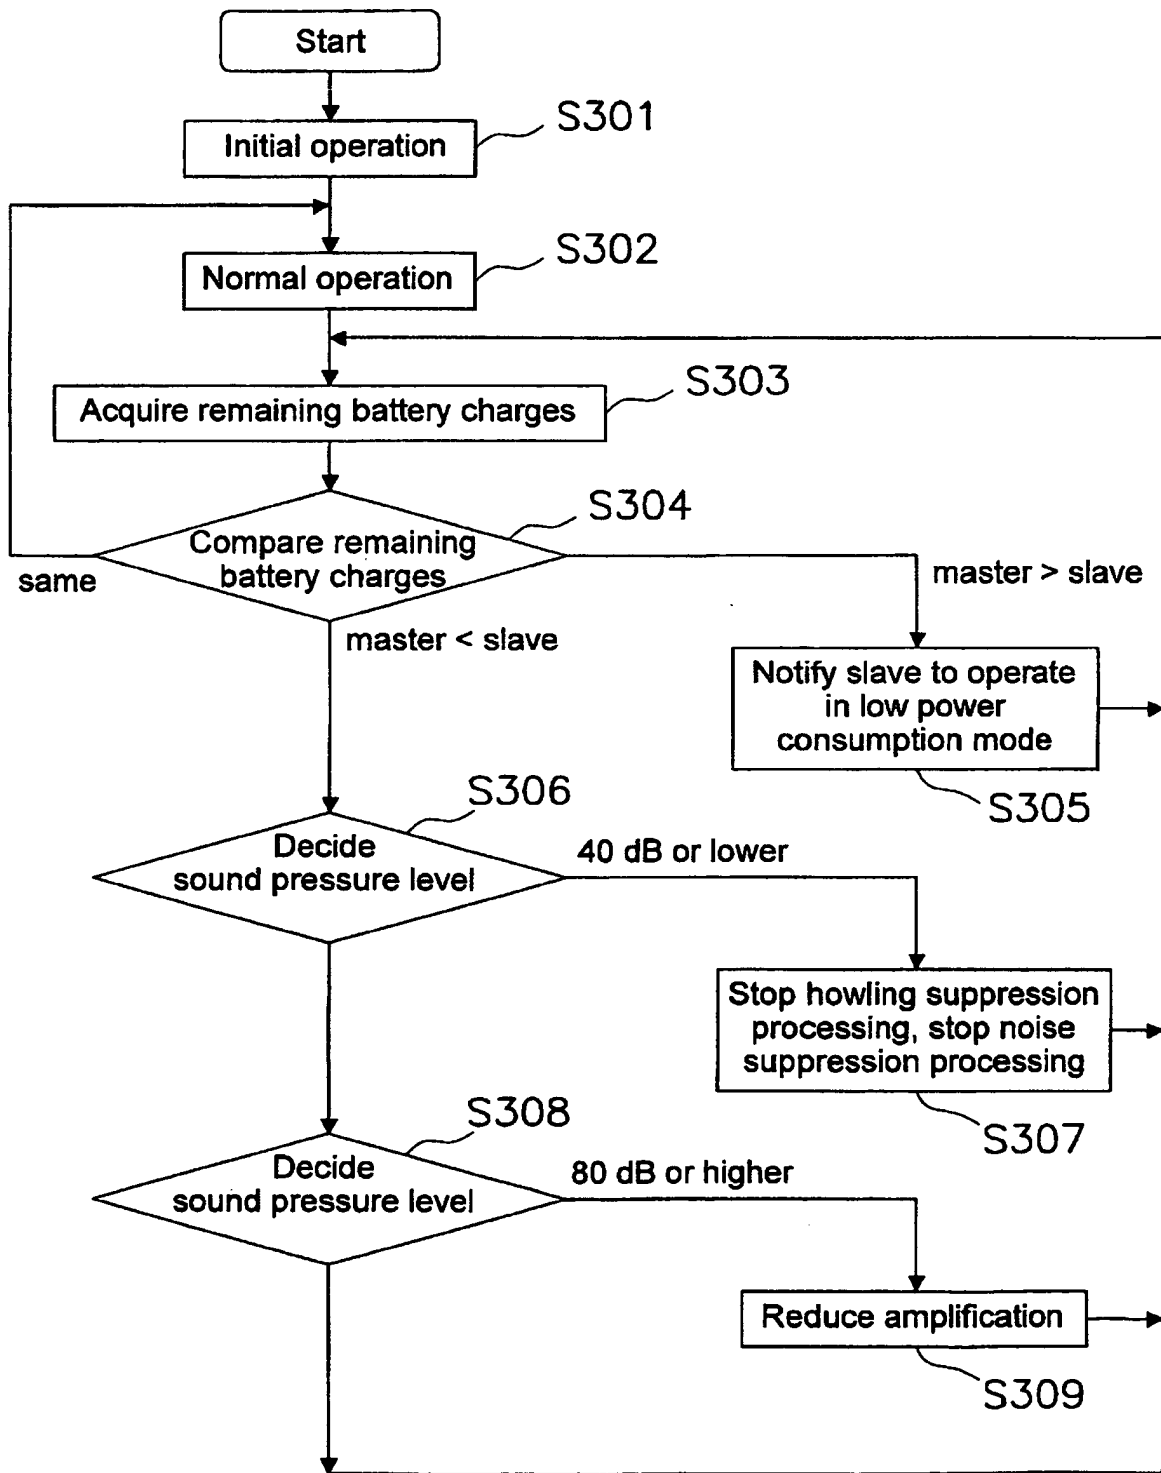 Start
S301
Initial operation
S302
Normal operation
S303
Acquire remaining battery charges
S304
Compare remaining
battery charges
same
master > slave
master < slave
Notify slave to operate
in low power
consumption mode
S305
S306
Decide
sound pressure level
40 dB or lower
Stop howling suppression
processing, stop noise
suppression processing
S307
S308
Decide
sound pressure level
80 dB or higher
Reduce amplification
S309